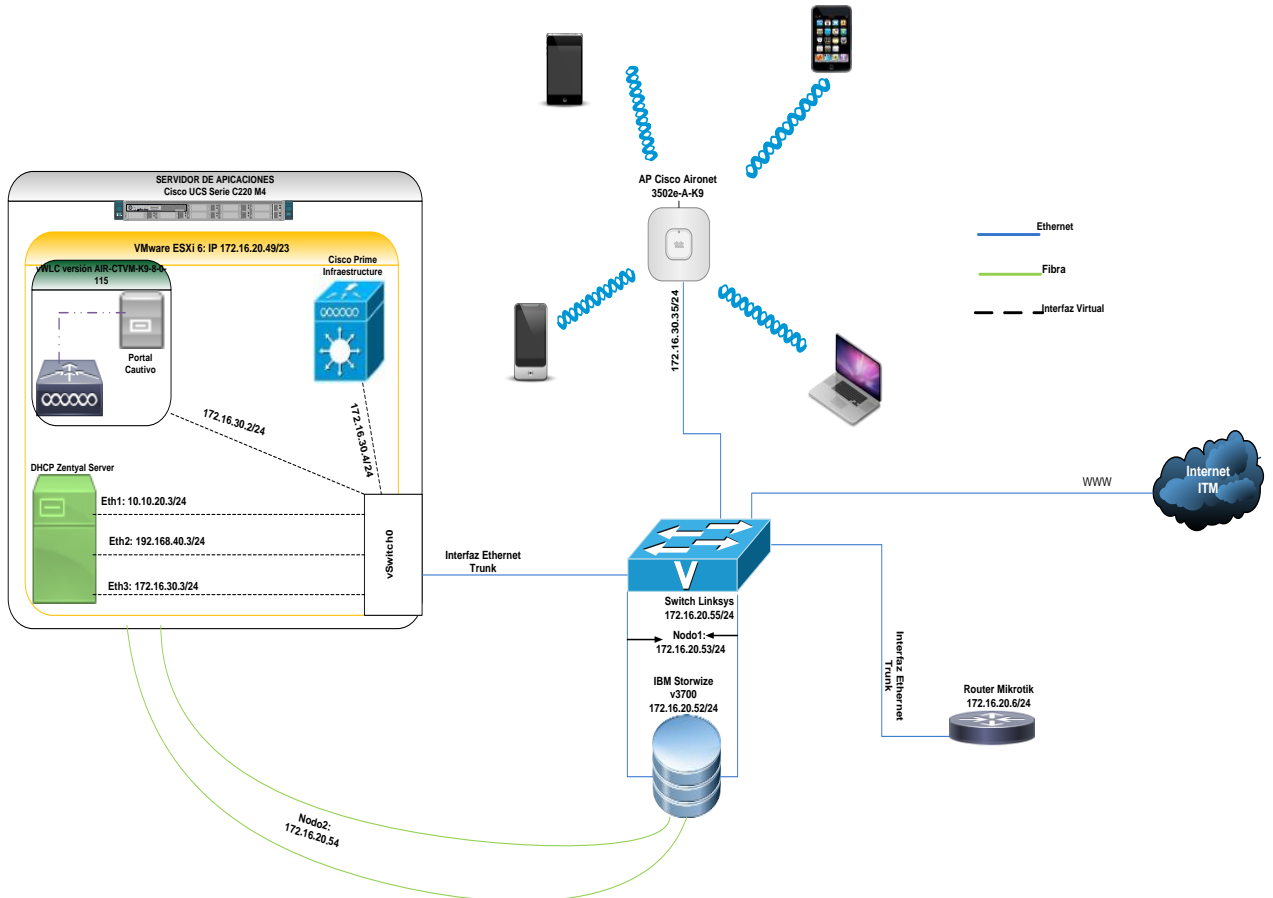 SERVIDOR DE APICACIONES
Cisco UCS Serie C220 M4
VMware ESXi 6: IP 172.16.20.49/23
vWLC versión AIR-CTVM-K9-8-0-
115
Portal
Cautivo
Cisco Prime
Infraestructure
172.16.30.2/24
172.16.30.4/24
DHCP Zentyal Server
Eth1: 10.10.20.3/24
Eth2: 192.168.40.3/24
Eth3: 172.16.30.3/24
vSwitch0
Interfaz Ethernet
Trunk
AP Cisco Aironet
3502e-A-K9
172.16.30.35/24
Ethernet
Fibra
Interfaz Virtual
WWW
Internet
ITM
Switch Linksys
172.16.20.55/24
Nodo1:
172.16.20.53/24
IBM Storwize
v3700
172.16.20.52/24
Interfaz Ethernet
Trunk
Router Mikrotik
172.16.20.6/24
Nodo2:
172.16.20.54